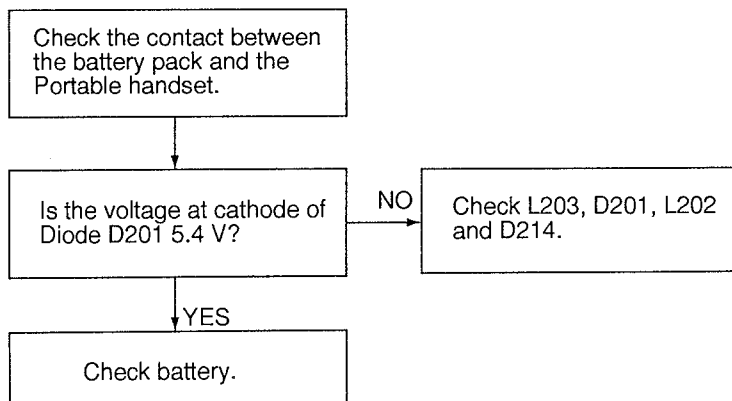 Check the contact between
the battery pack and the
Portable handset.
Is the voltage at cathode of
Diode D201 5.4 V?
NO
Check L203, D201, L202
and D214.
YES
Check battery.